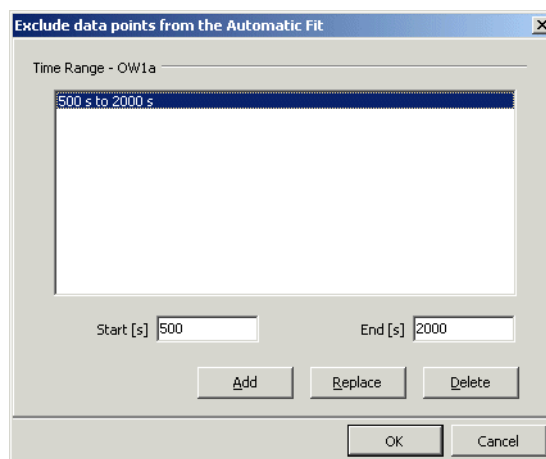 Exclude data points from the Automatic Fit
Time Range - OW1a
500 s to 2000 s
Start [s] 500 End [s] 2000
Add Replace Delete
OK Cancel